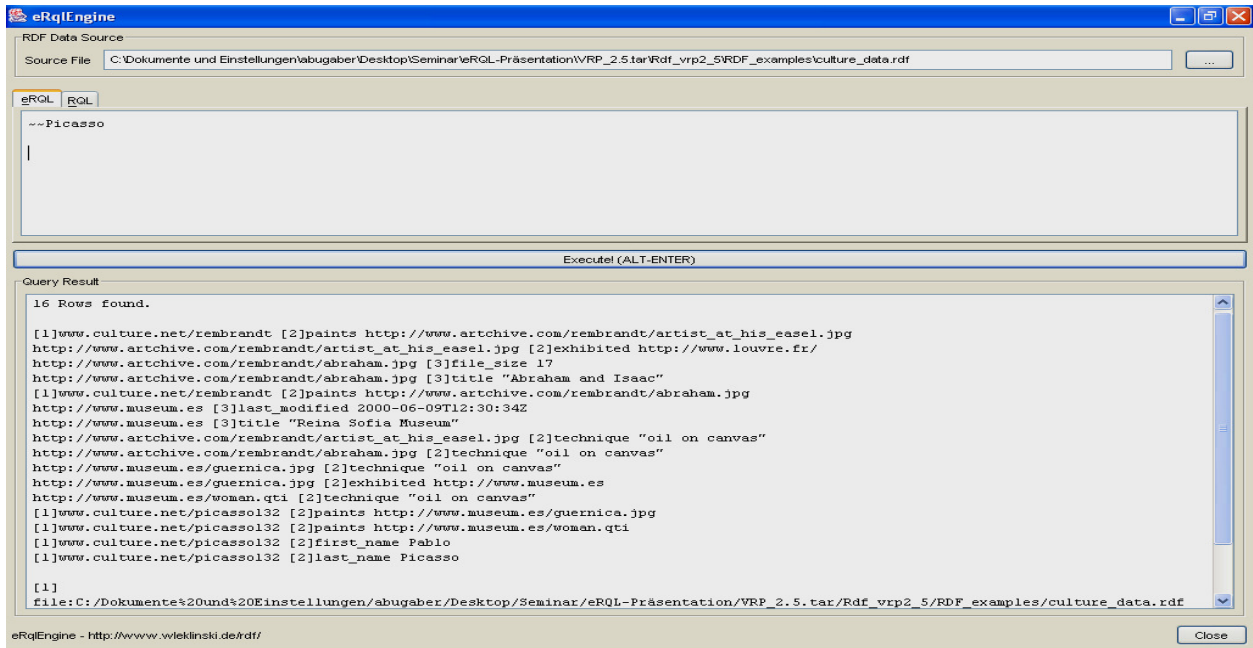 eRqlEngine
RDF Data Source
Source File C:\Dokumente und Einstellungen\abugaber\Desktop\Seminar\eRQL-Präsentation\VRP_2.5.tar\Rdf_vrp2_5\RDF_examples\culture_data.rdf ...
eRQL RQL
~~Picasso
Execute! (ALT-ENTER)
Query Result
16 Rows found.
[1]www.culture.net/rembrandt [2]paints http://www.artchive.com/rembrandt/artist_at_his_easel.jpg
http://www.artchive.com/rembrandt/artist_at_his_easel.jpg [2]exhibited http://www.louvre.fr/
http://www.artchive.com/rembrandt/abraham.jpg [3]file_size 17
http://www.artchive.com/rembrandt/abraham.jpg [3]title "Abraham and Isaac"
[1]www.culture.net/rembrandt [2]paints http://www.artchive.com/rembrandt/abraham.jpg
http://www.museum.es [3]last_modified 2000-06-09T12:30:34Z
http://www.museum.es [3]title "Reina Sofia Museum"
http://www.artchive.com/rembrandt/artist_at_his_easel.jpg [2]technique "oil on canvas"
http://www.artchive.com/rembrandt/abraham.jpg [2]technique "oil on canvas"
http://www.museum.es/guernica.jpg [2]technique "oil on canvas"
http://www.museum.es/guernica.jpg [2]exhibited http://www.museum.es
http://www.museum.es/woman.qti [2]technique "oil on canvas"
[1]www.culture.net/picasso132 [2]paints http://www.museum.es/guernica.jpg
[1]www.culture.net/picasso132 [2]paints http://www.museum.es/woman.qti
[1]www.culture.net/picasso132 [2]first_name Pablo
[1]www.culture.net/picasso132 [2]last_name Picasso
[1]
file:C:/Dokumente%20und%20Einstellungen/abugaber/Desktop/Seminar/eRQL-Präsentation/VRP_2.5.tar/Rdf_vrp2_5/RDF_examples/culture_data.rdf
eRqlEngine - http://www.wleklinski.de/rdf/ Close